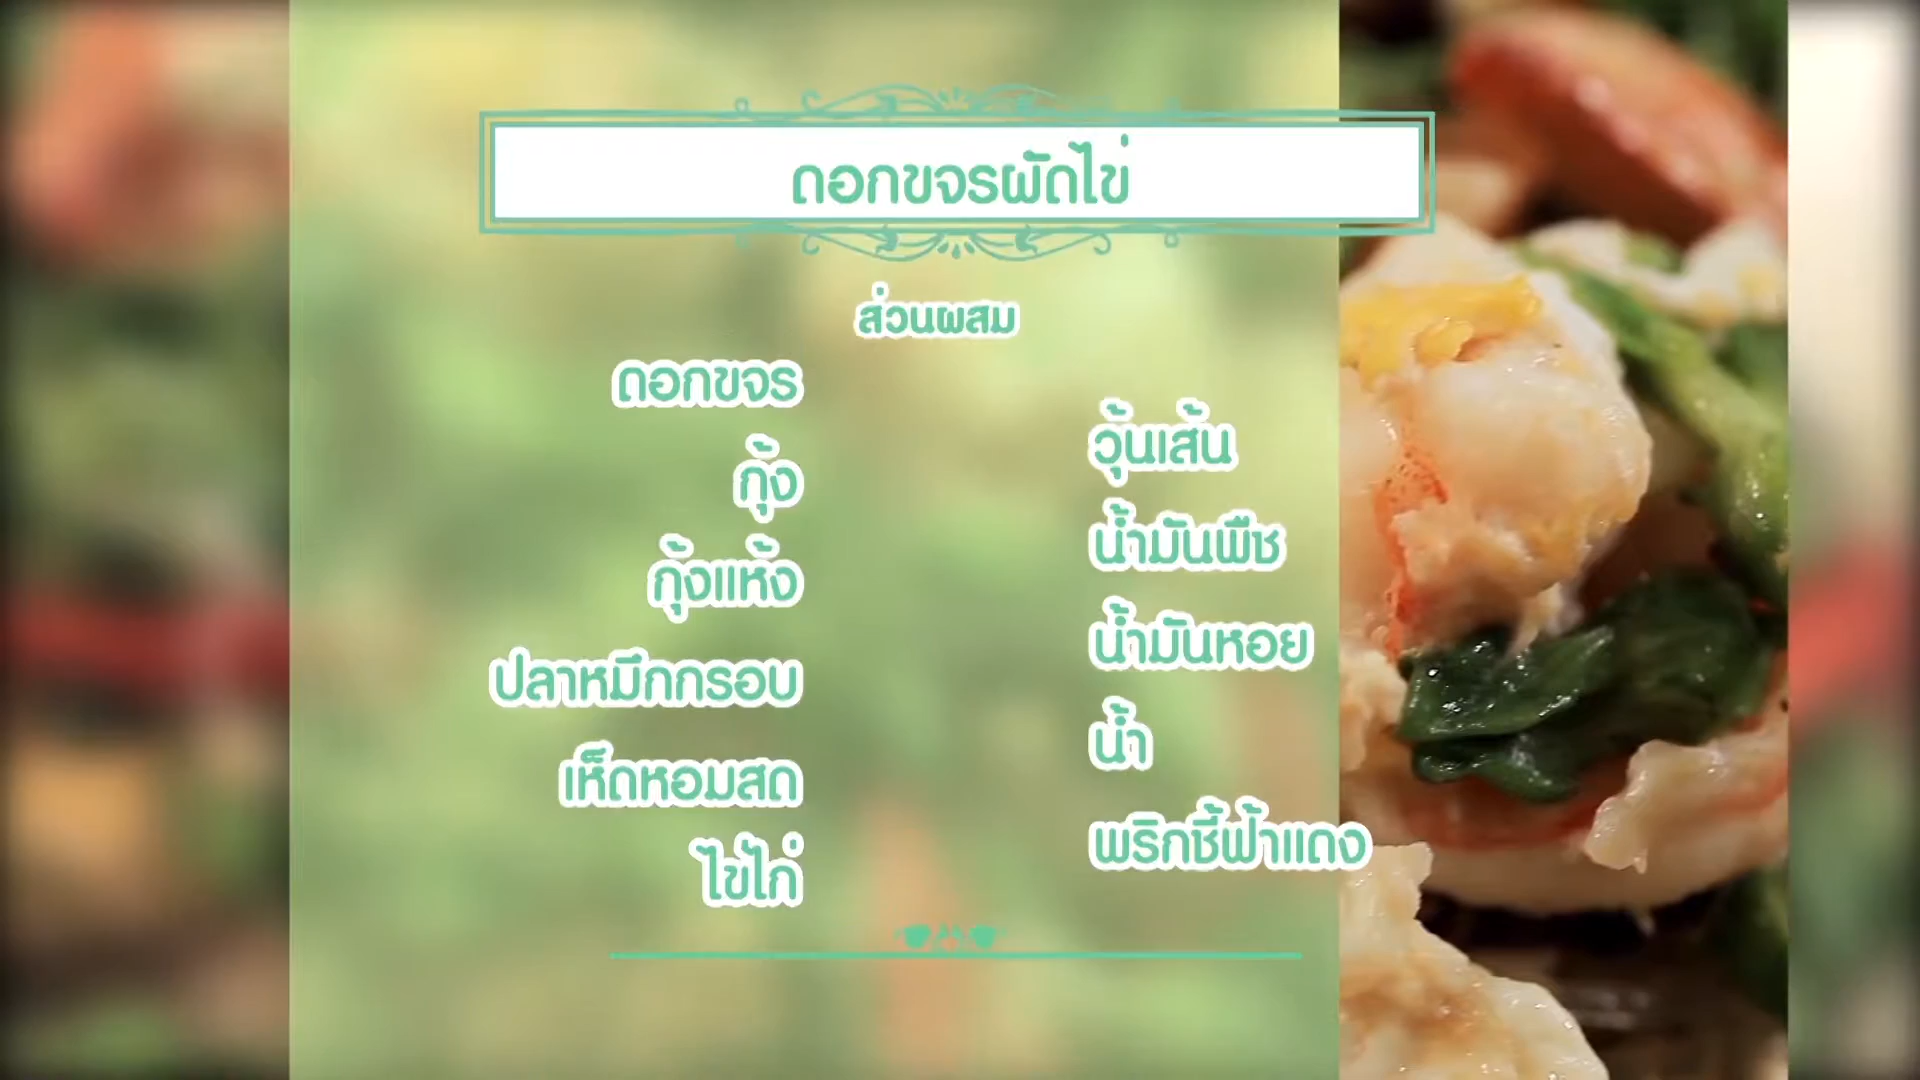 ดอกขจรผัดไข่
ส่วนผสม
ดอกขจร
กุ้ง
กุ้งแห้ง
ปลาหมึกกรอบ
เห็ดหอมสด
ไข่ไก่
วุ้นเส้น
น้ำมันพืช
น้ำมันหอย
น้ำ
พริกชี้ฟ้าแดง